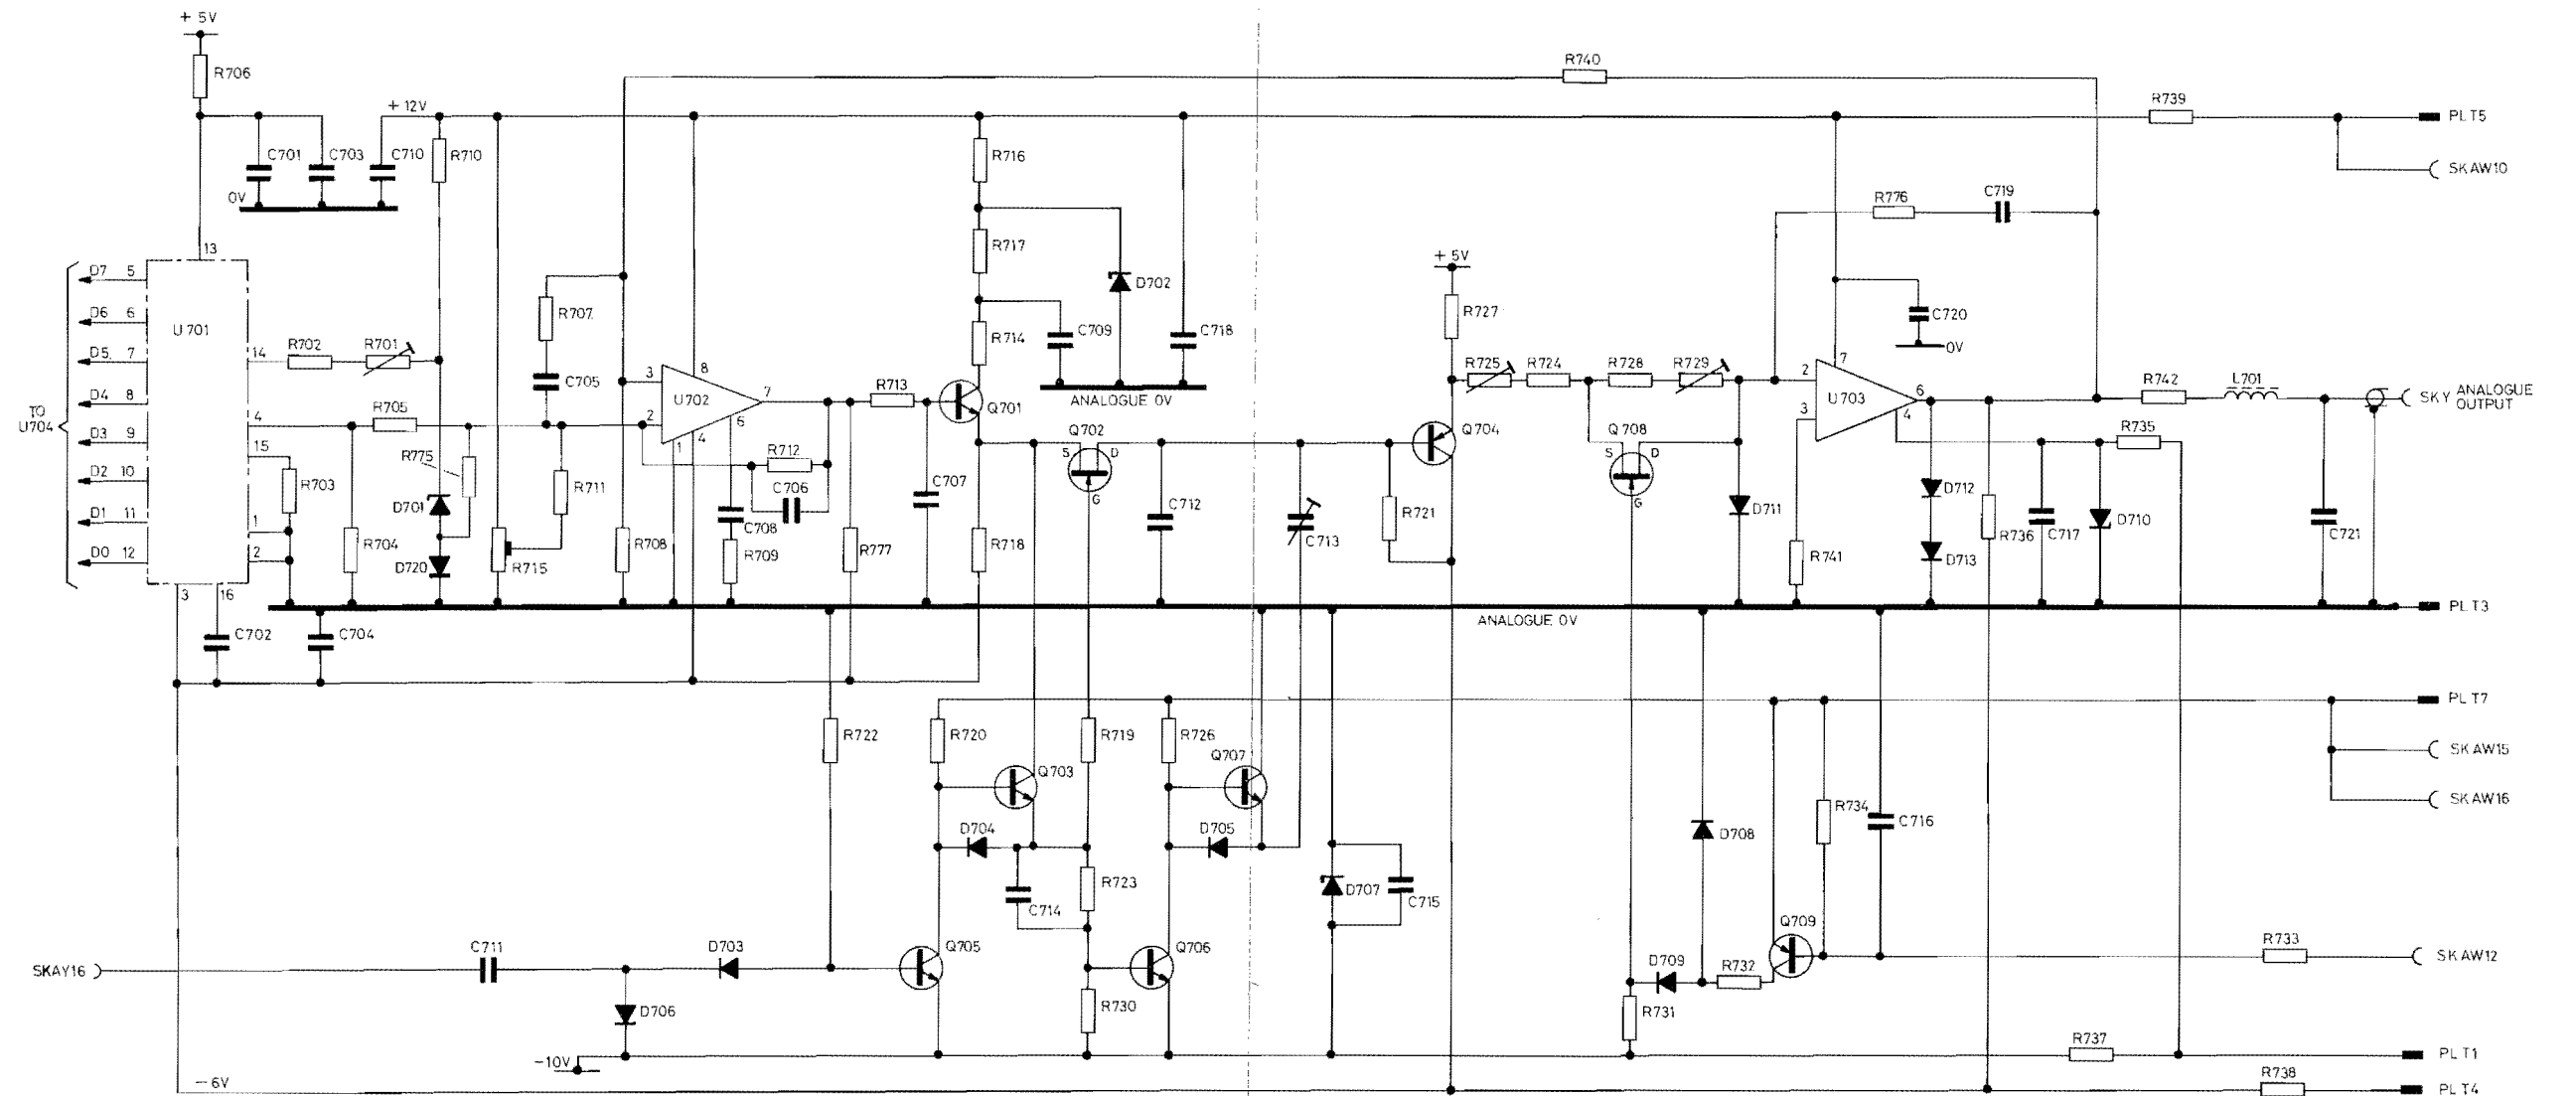 + 5V
R706
R740
+ 12V
R739
PLT5
C701
C703
C710
R710
R716
SKAW10
0V
R776
C719
13
R717
+ 5V
D7 5
D702
D6 6
U701
R707
R727
C720
D5 7
14
R702
R701
R714
C709
C718
0V
R725
R724
R728
R729
2
7
D4 8
C705
3
8
7
R713
Q701
ANALOGUE 0V
U703
6
R742
L701
SKY ANALOGUE OUTPUT
TO U704
4
R705
2
U702
6
3
4
D3 9
15
1
4
Q702
Q704
Q708
R735
S
D
S
D
R775
R712
D2 10
R703
R711
C706
C707
G
C712
G
D712
D701
C708
C713
R721
D711
D1 11
1
R704
R708
R709
R777
R718
R736
C717
D710
C721
D0 12
2
D720
R715
R741
D713
3
16
PLT3
ANALOGUE 0V
C702
C704
PLT7
R722
R720
R719
R726
Q703
Q707
SKAW15
SKAW16
D704
D705
R734
D708
C716
R723
D707
C715
C714
Q709
C711
D703
Q705
Q706
R733
SKAY16
SKAW12
D709
R732
D706
R730
R731
-10V
R737
PLT1
-6V
R738
PLT4